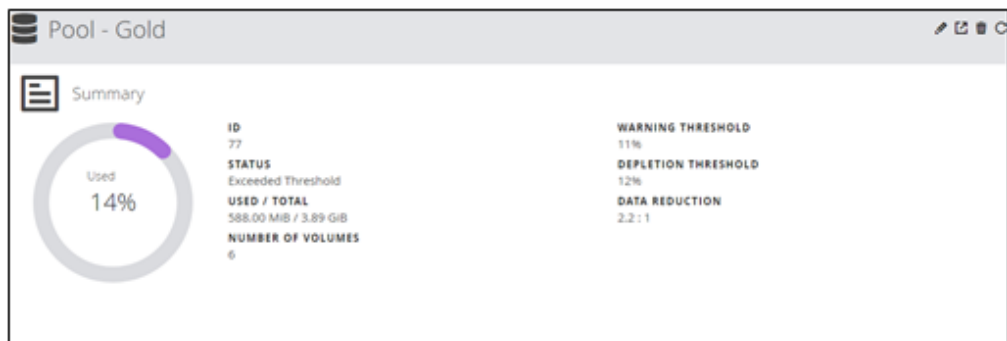 Pool - Gold
Summary
Used
14%
ID
77
STATUS
Exceeded Threshold
USED / TOTAL
588.00 MiB / 3.89 GiB
NUMBER OF VOLUMES
6
WARNING THRESHOLD
11%
DEPLETION THRESHOLD
12%
DATA REDUCTION
2.2 : 1